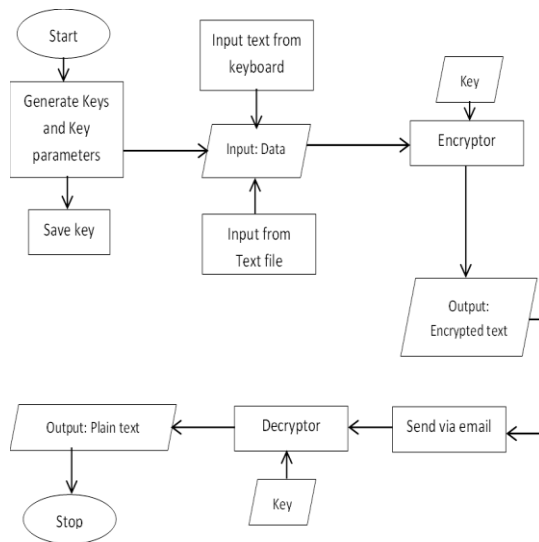 Start
Generate Keys
and Key
parameters
Save key
Input text from
keyboard
Input: Data
Input from
Text file
Key
Encryptor
Output:
Encrypted text
Send via email
Decryptor
Key
Output: Plain text
Stop